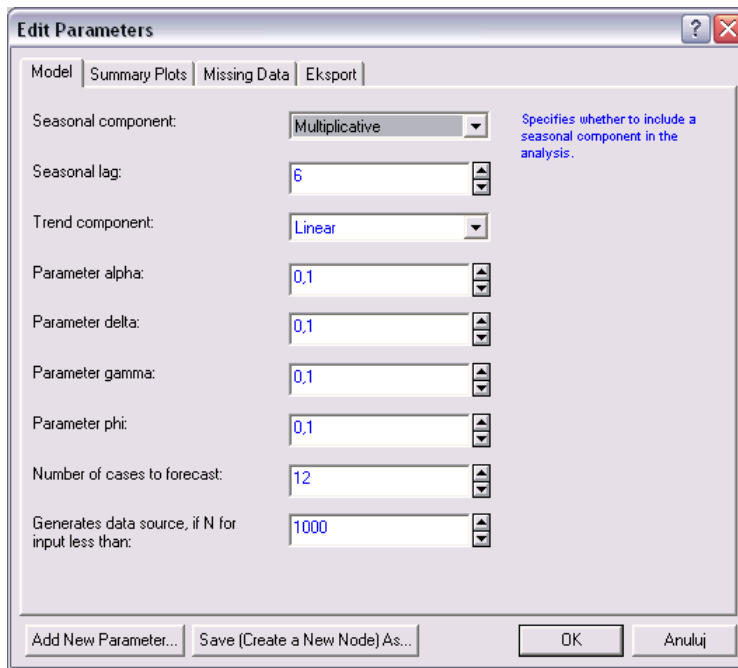 Edit Parameters
Model Summary Plots Missing Data Eksport
Seasonal component: Multiplicative
Specifies whether to include a
seasonal component in the
analysis.
Seasonal lag: 6
Trend component: Linear
Parameter alpha: 0,1
Parameter delta: 0,1
Parameter gamma: 0,1
Parameter phi: 0,1
Number of cases to forecast: 12
Generates data source, if N for
input less than: 1000
Add New Parameter... Save (Create a New Node) As... OK Anuluj